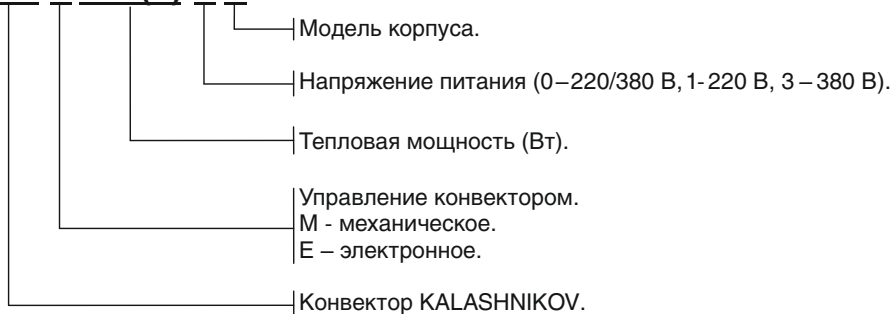 Модель корпуса.
Напряжение питания (0–220/380 В, 1- 220 В, 3 – 380 В).
Тепловая мощность (Вт).
Управление конвектором.
М - механическое.
Е – электронное.
Конвектор KALASHNIKOV.